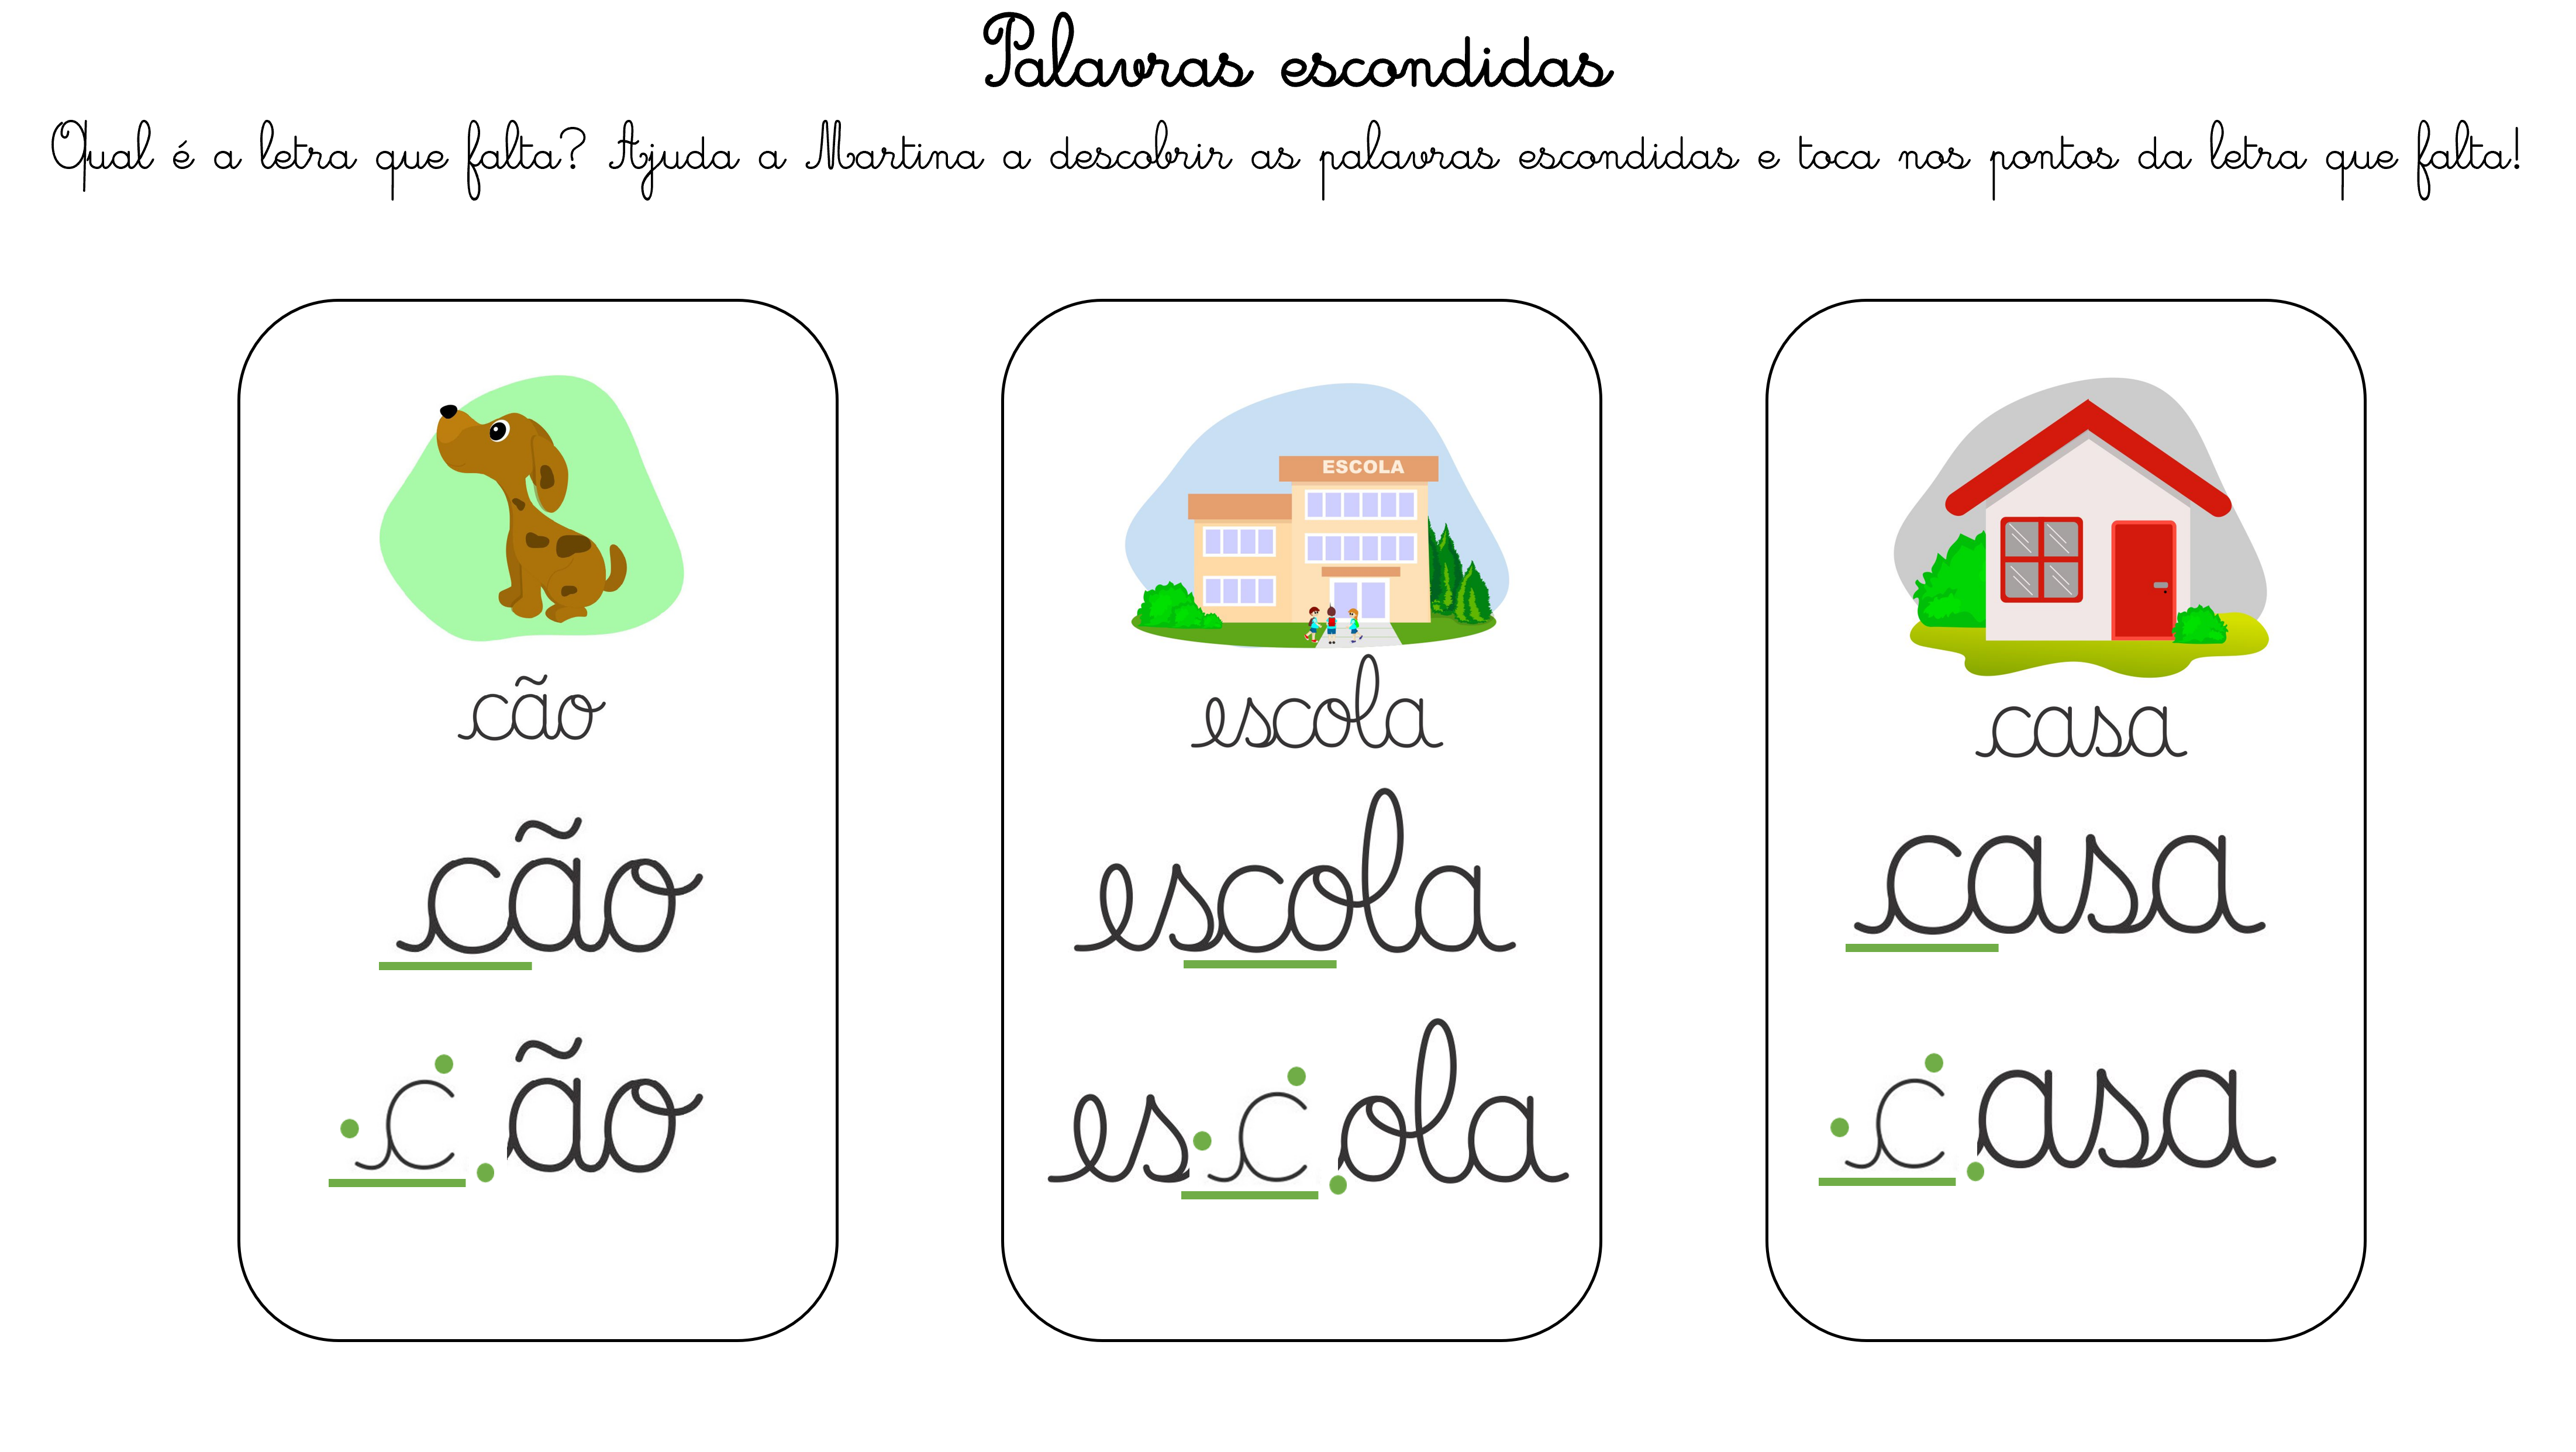 Palavras escondidas
Qual é a letra que falta? Ajuda a Martina a descobrir as palavras escondidas e toca nos pontos da letra que falta!
cão
cão
c ão
ESCOLA
escola
escola
es c ola
casa
casa
c asa